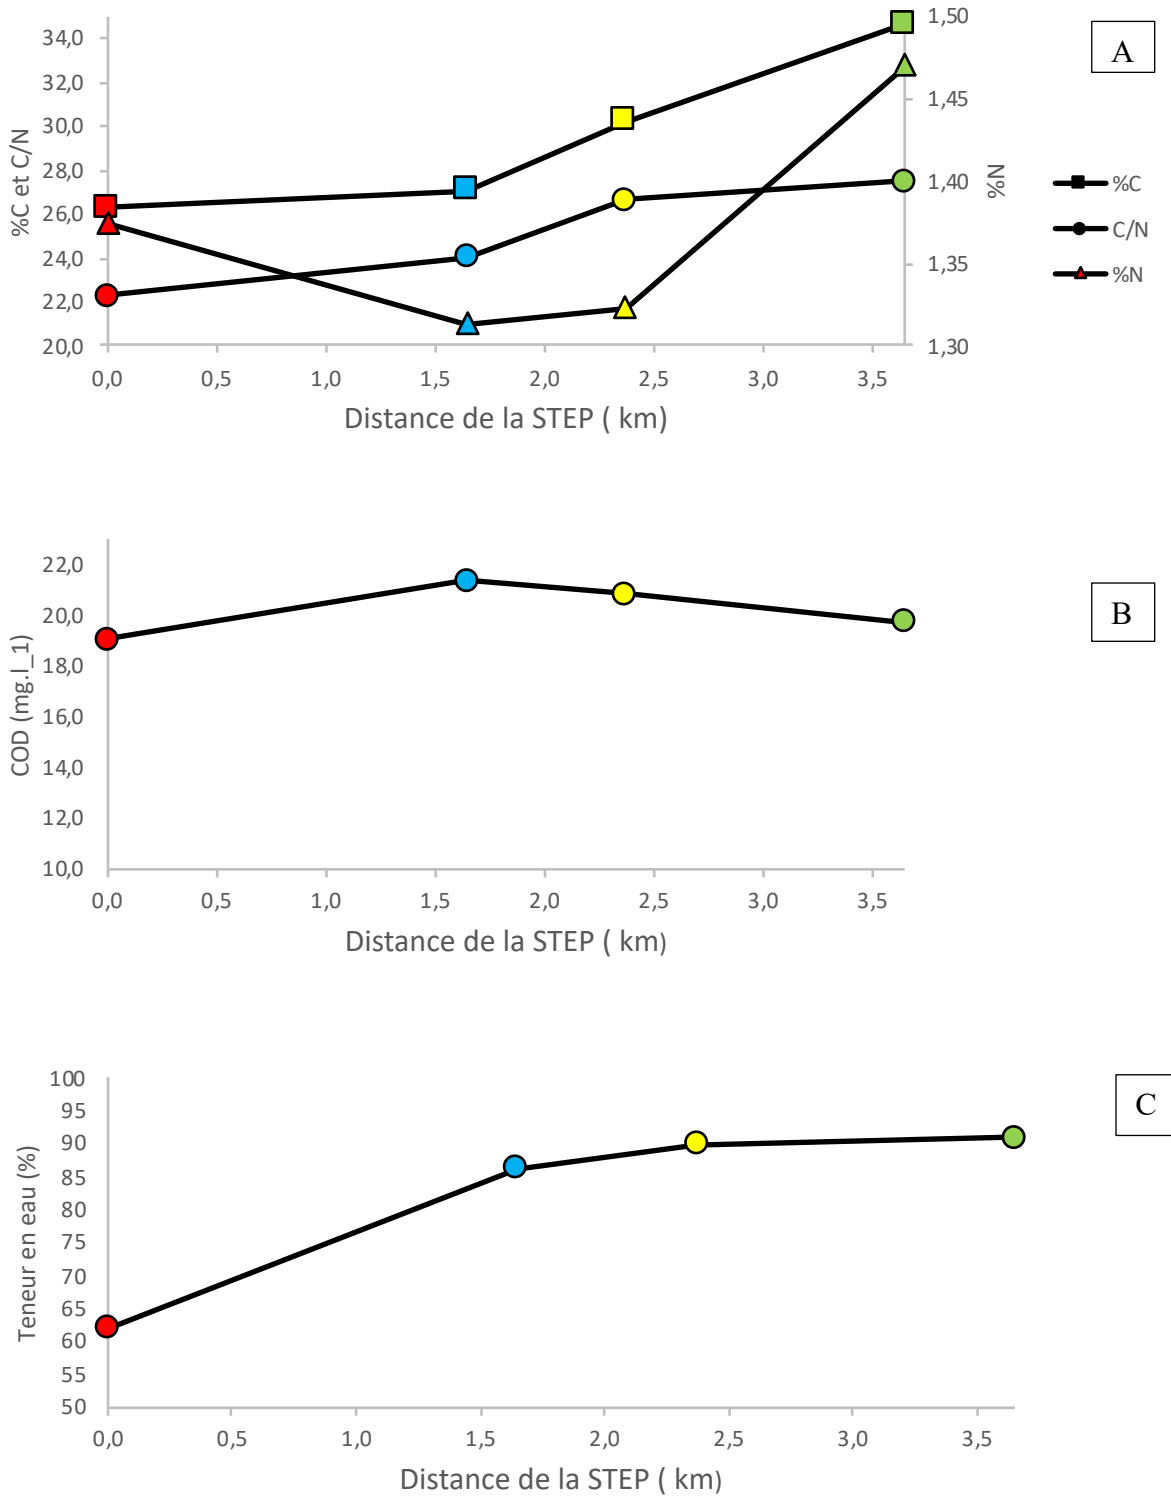 A
34,0
32,0
30,0
28,0
26,0
24,0
22,0
20,0
%C et C/N
1,50
1,45
1,40
1,35
1,30
%N
%C
C/N
%N
0,0 0,5 1,0 1,5 2,0 2,5 3,0 3,5
Distance de la STEP ( km)
B
22,0
20,0
18,0
16,0
14,0
12,0
10,0
COD (mg.l_1)
0,0 0,5 1,0 1,5 2,0 2,5 3,0 3,5
Distance de la STEP ( km)
C
100
95
90
85
80
75
70
65
60
55
50
Teneur en eau (%)
0,0 0,5 1,0 1,5 2,0 2,5 3,0 3,5
Distance de la STEP ( km)